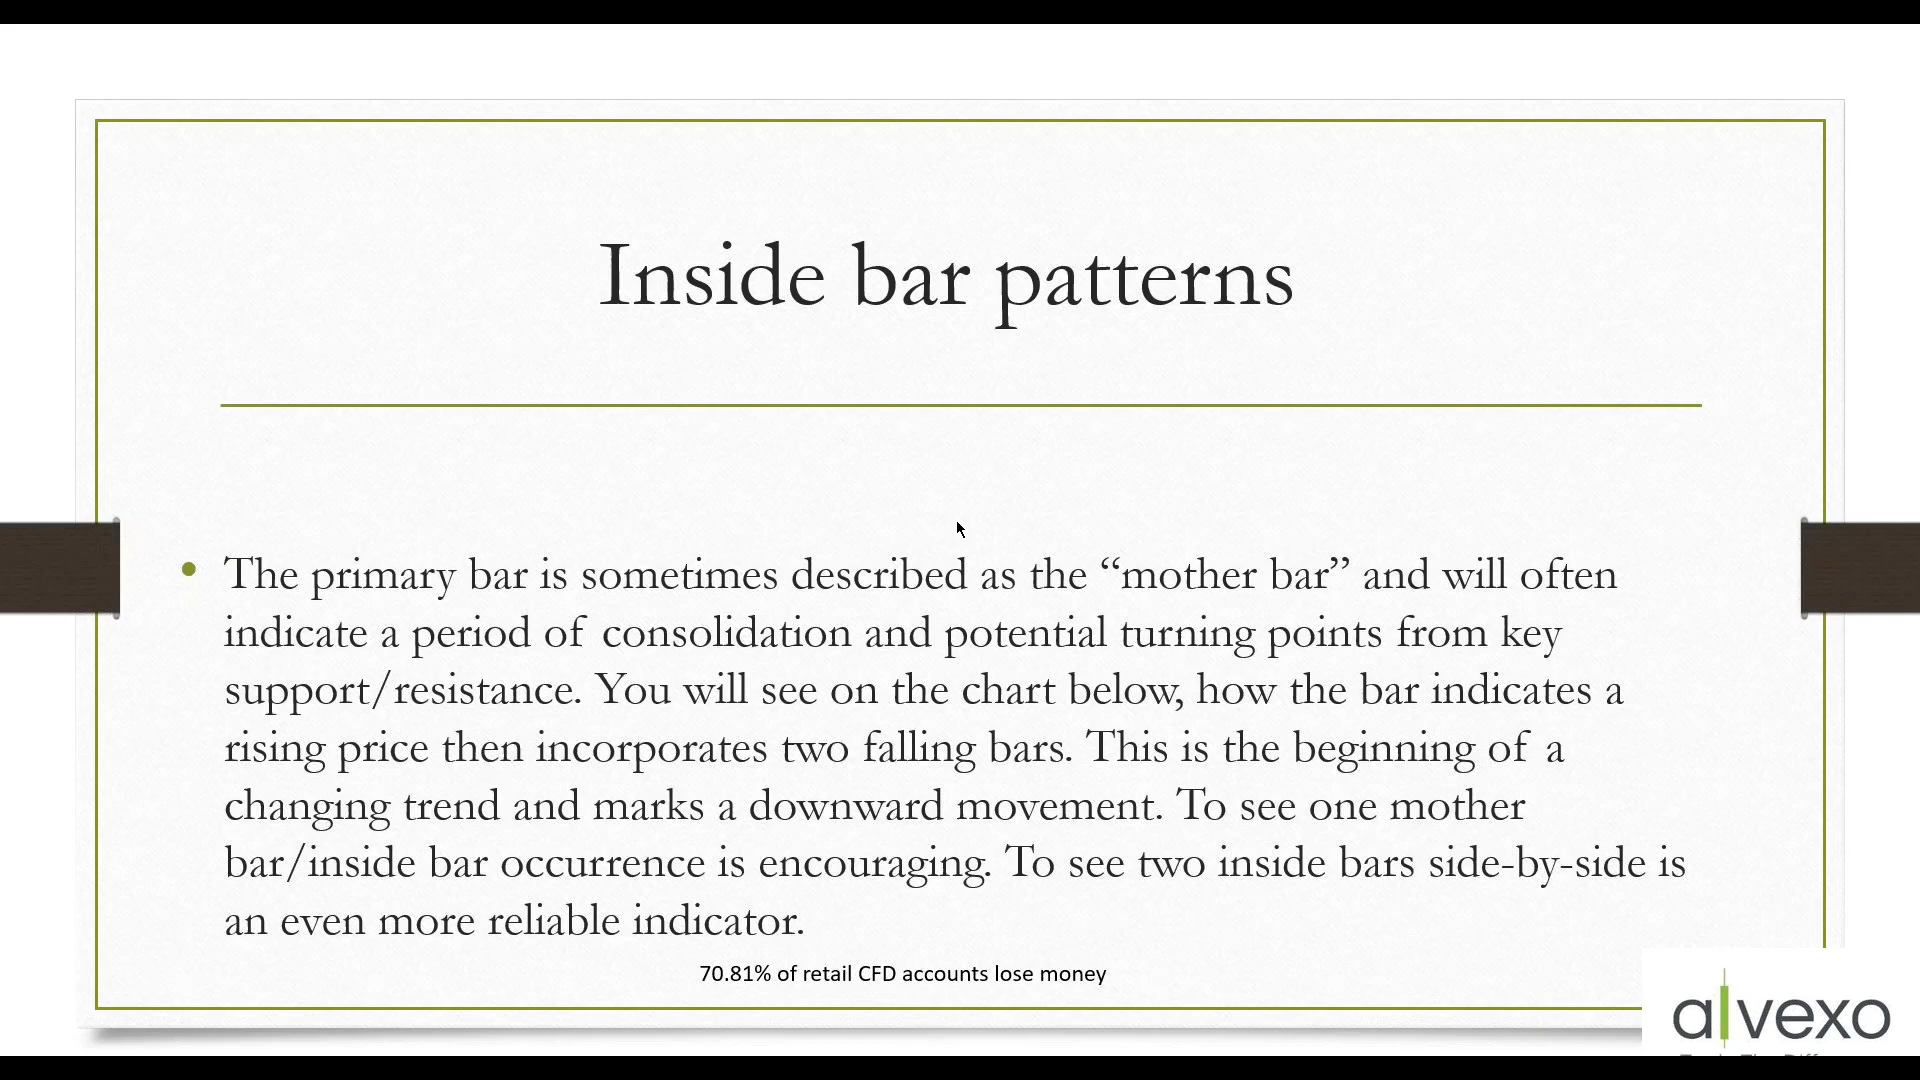 Inside bar patterns
• The primary bar is sometimes described as the “mother bar” and will often
indicate a period of consolidation and potential turning points from key
support/resistance. You will see on the chart below, how the bar indicates a
rising price then incorporates two falling bars. This is the beginning of a
changing trend and marks a downward movement. To see one mother
bar/inside bar occurrence is encouraging. To see two inside bars side-by-side is
an even more reliable indicator.
70.81% of retail CFD accounts lose money
alvexo